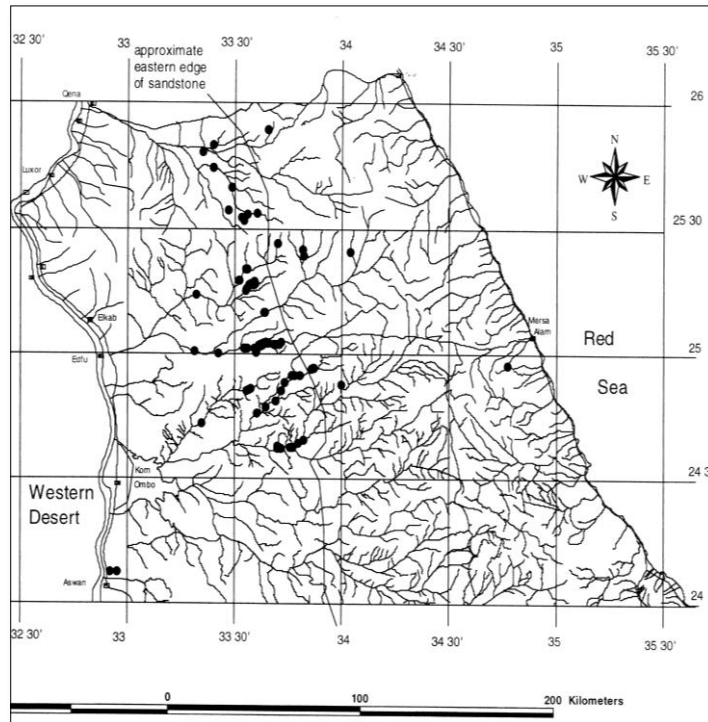 32 30'
33
33 30'
34
34 30'
35
35 30'
approximate
eastern edge
of sandstone
Qena
26
N
W
E
S
Luxor
25 30'
Elkab
Mersa
Alam
Red
Edfu
25
Sea
Kom
Ombo
24 3
Western
Desert
Aswan
24
32 30'
33
33 30'
34
34 30'
35
35 30'
0
100
200 Kilometers